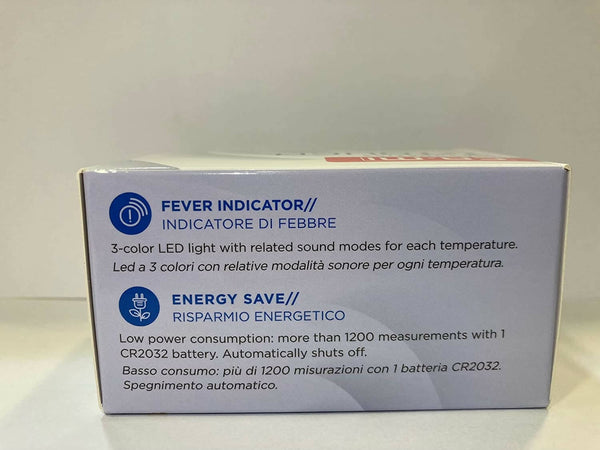 FEVER INDICATOR//
INDICATORE DI FEBBRE
3-color LED light with related sound modes for each temperature.
Led a 3 colori con relative modalità sonore per ogni temperatura.
ENERGY SAVE//
RISPARMIO ENERGETICO
Low power consumption: more than 1200 measurements with 1
CR2032 battery. Automatically shuts off.
Basso consumo: più di 1200 misurazioni con 1 batteria CR2032.
Spegnimento automatico.